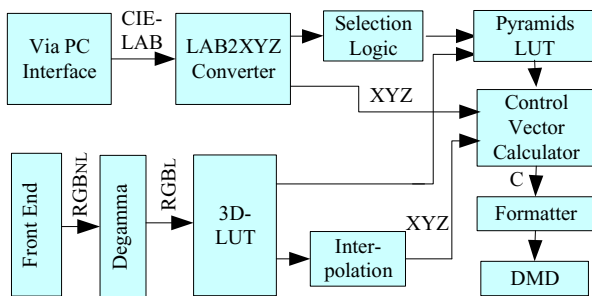 Via PC
Interface
CIE-
LAB
LAB2XYZ
Converter
Selection
Logic
Pyramids
LUT
XYZ
Control
Vector
Calculator
Front End
RGBNL
Degamma
RGBL
3D-
LUT
Inter-
polation
XYZ
C
Formatter
DMD